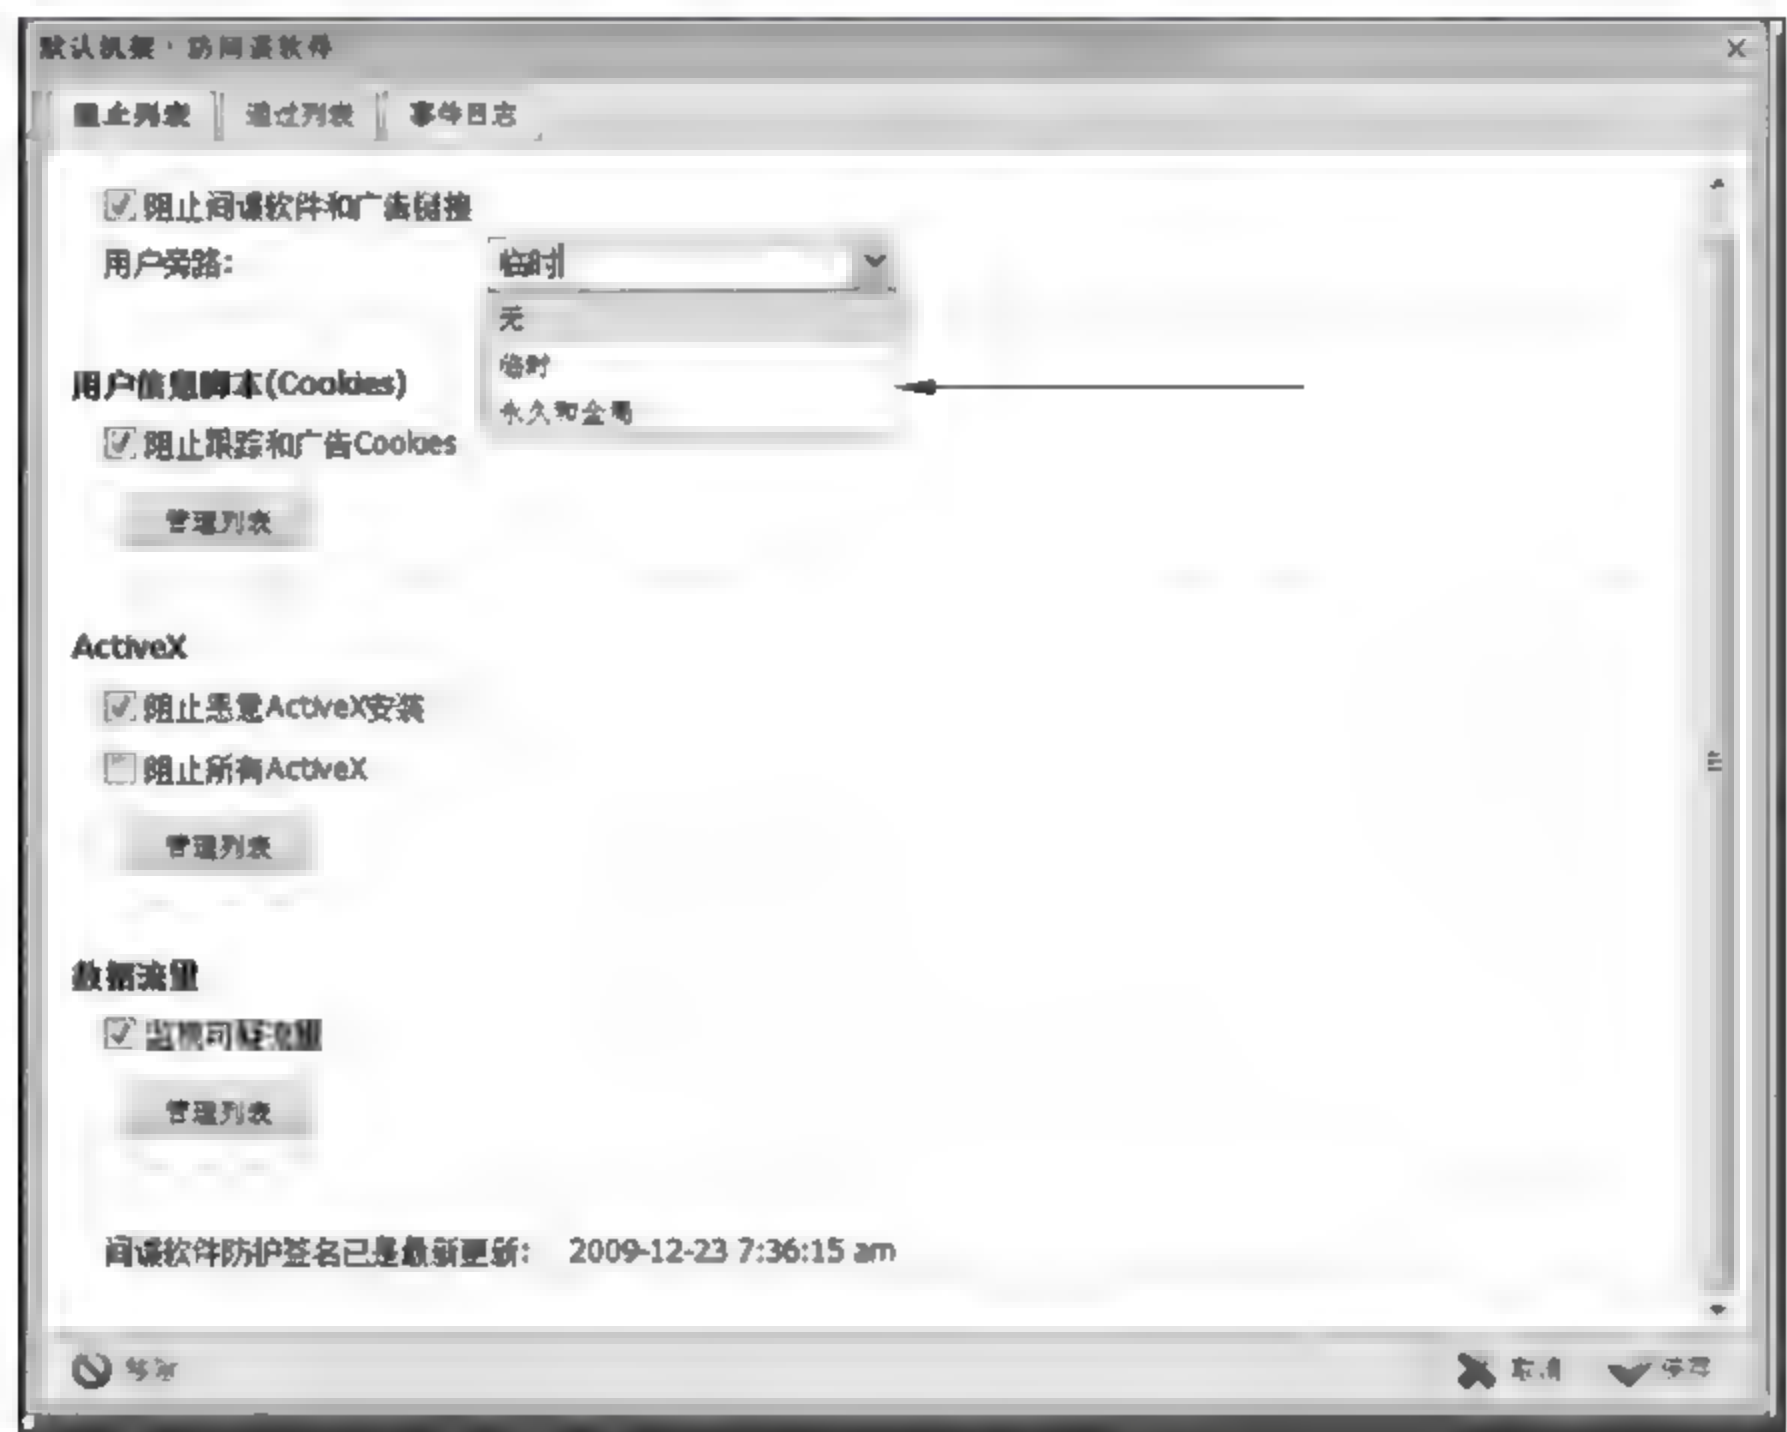 默认机架 · 防间谍软件
阻止列表 通过列表 事件日志
阻止间谍软件和广告链接
用户旁路: 临时
无
临时
用户信息脚本(Cookies)
永久和全局
阻止跟踪和广告Cookies
管理列表
ActiveX
阻止恶意ActiveX安装
阻止所有ActiveX
管理列表
数据流量
监视可疑流量
管理列表
间谍软件防护签名已是最新更新: 2009-12-23 7:36:15 am
移除 取消 保存